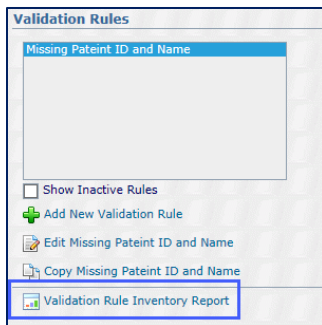 Validation Rules
Missing Pateint ID and Name
Show Inactive Rules
Add New Validation Rule
Edit Missing Pateint ID and Name
Copy Missing Pateint ID and Name
Validation Rule Inventory Report